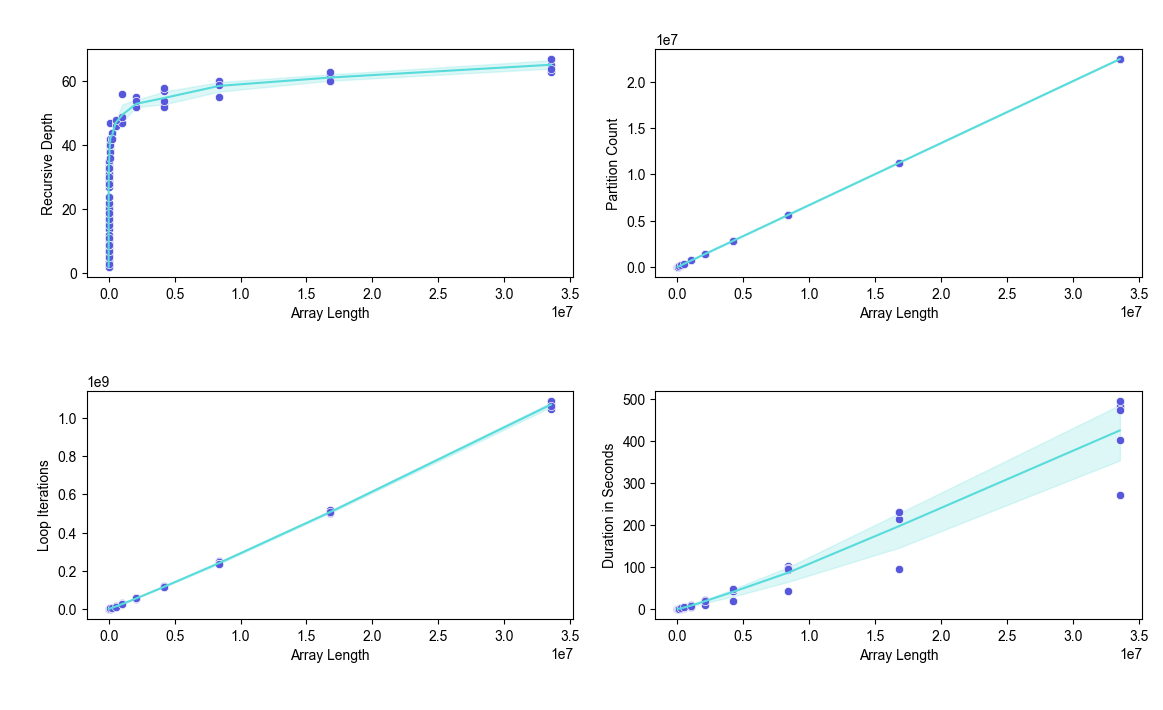 1e7
60
40
20
0
Recursive Depth
0.0 0.5 1.0 1.5 2.0 2.5 3.0 3.5
Array Length
1e7
2.0
1.5
1.0
0.5
0.0
Partition Count
0.0 0.5 1.0 1.5 2.0 2.5 3.0 3.5
Array Length
1e7
1e9
1.0
0.8
0.6
0.4
0.2
0.0
Loop Iterations
0.0 0.5 1.0 1.5 2.0 2.5 3.0 3.5
Array Length
1e7
500
400
300
200
100
0
Duration in Seconds
0.0 0.5 1.0 1.5 2.0 2.5 3.0 3.5
Array Length
1e7